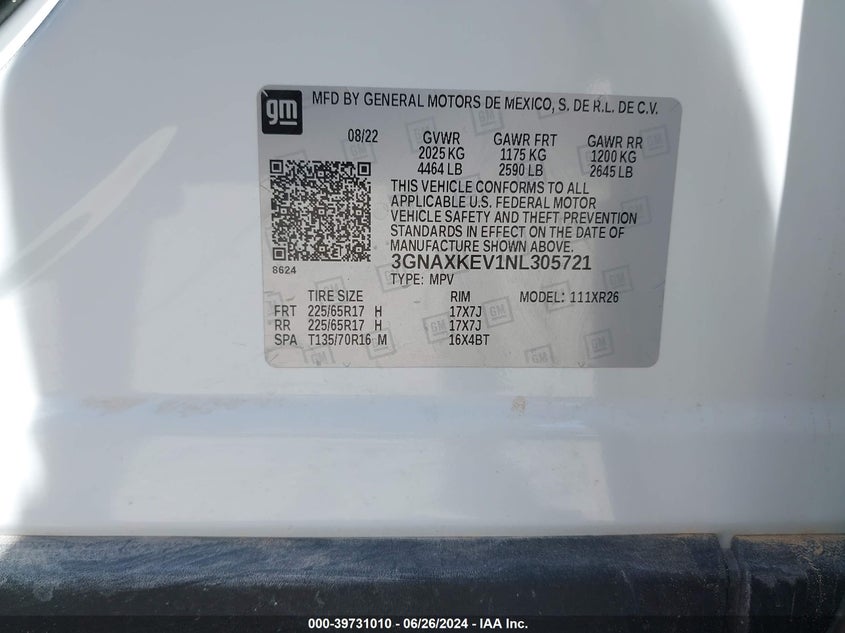 gm MFD BY GENERAL MOTORS DE MEXICO, S. DE R.L. DE C.V.
08/22 GVWR GAWR FRT GAWR RR
2025 KG 1175 KG 1200 KG
4464 LB 2590 LB 2645 LB
THIS VEHICLE CONFORMS TO ALL
APPLICABLE U.S. FEDERAL MOTOR
VEHICLE SAFETY AND THEFT PREVENTION
STANDARDS IN EFFECT ON THE DATE OF
MANUFACTURE SHOWN ABOVE.
3GNAXKEV1NL305721
8624
TYPE: MPV
TIRE SIZE RIM MODEL: 111XR26
FRT 225/65R17 H 17X7J
RR 225/65R17 H 17X7J
SPA T135/70R16 M 16X4BT
000-39731010 / 06/26/2024 / © IAA, Inc.